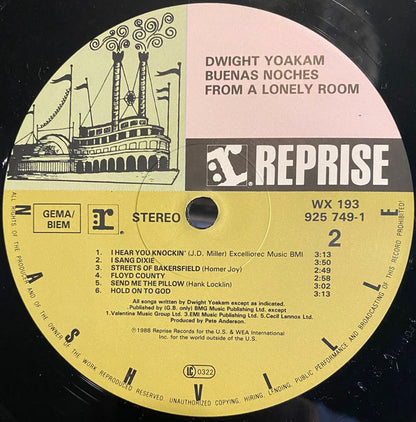 DWIGHT YOAKAM
BUENAS NOCHES
FROM A LONELY ROOM
r.
REPRISE
GEMA/
BIEM
r.
STEREO
WX 193
925 749-1
2
1. I HEAR YOU KNOCKIN' (J.D. Miller) Excelliorec Music BMI 3:13
2. I SANG DIXIE 3:50
3. STREETS OF BAKERSFIELD (Homer Joy) 2:49
4. FLOYD COUNTY 2:58
5. SEND ME THE PILLOW (Hank Locklin) 3:02
6. HOLD ON TO GOD 3:13
All songs written by Dwight Yoakam except as indicated.
Published by (G.B. only) BMG Music Publishing Ltd. except
1.Valentine Music Group Ltd. 3.EMI Music Publishing Ltd. 5.Cecil Lennox Ltd.
Produced by Pete Anderson.
℗ 1988 Reprise Records for the U.S. & WEA International
Inc. for the world outside of the U.S.
LC 0322
NASHVILLE
ALL RIGHTS OF THE PRODUCER AND OF THE OWNER OF THE WORK REPRODUCED PROHIBITED. UNAUTHORIZED COPYING, HIRING, LENDING, PUBLIC PERFORMANCE AND BROADCASTING OF THIS RECORD PROHIBITED!